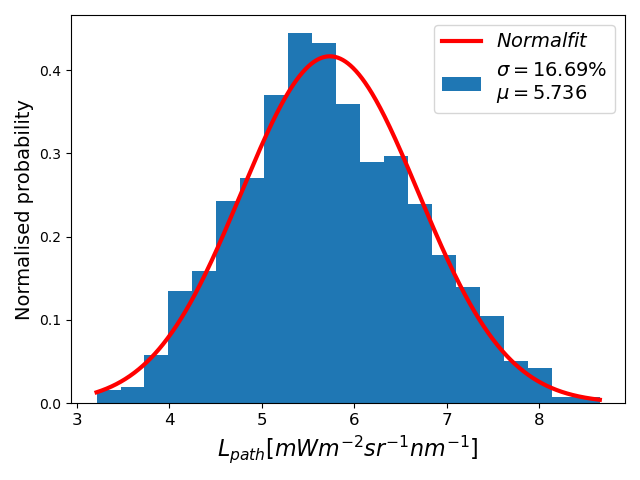 Normalfit
σ = 16.69%
μ = 5.736
Normalised probability
0.4
0.3
0.2
0.1
0.0
3 4 5 6 7 8
L_path[mWm⁻²sr⁻¹nm⁻¹]